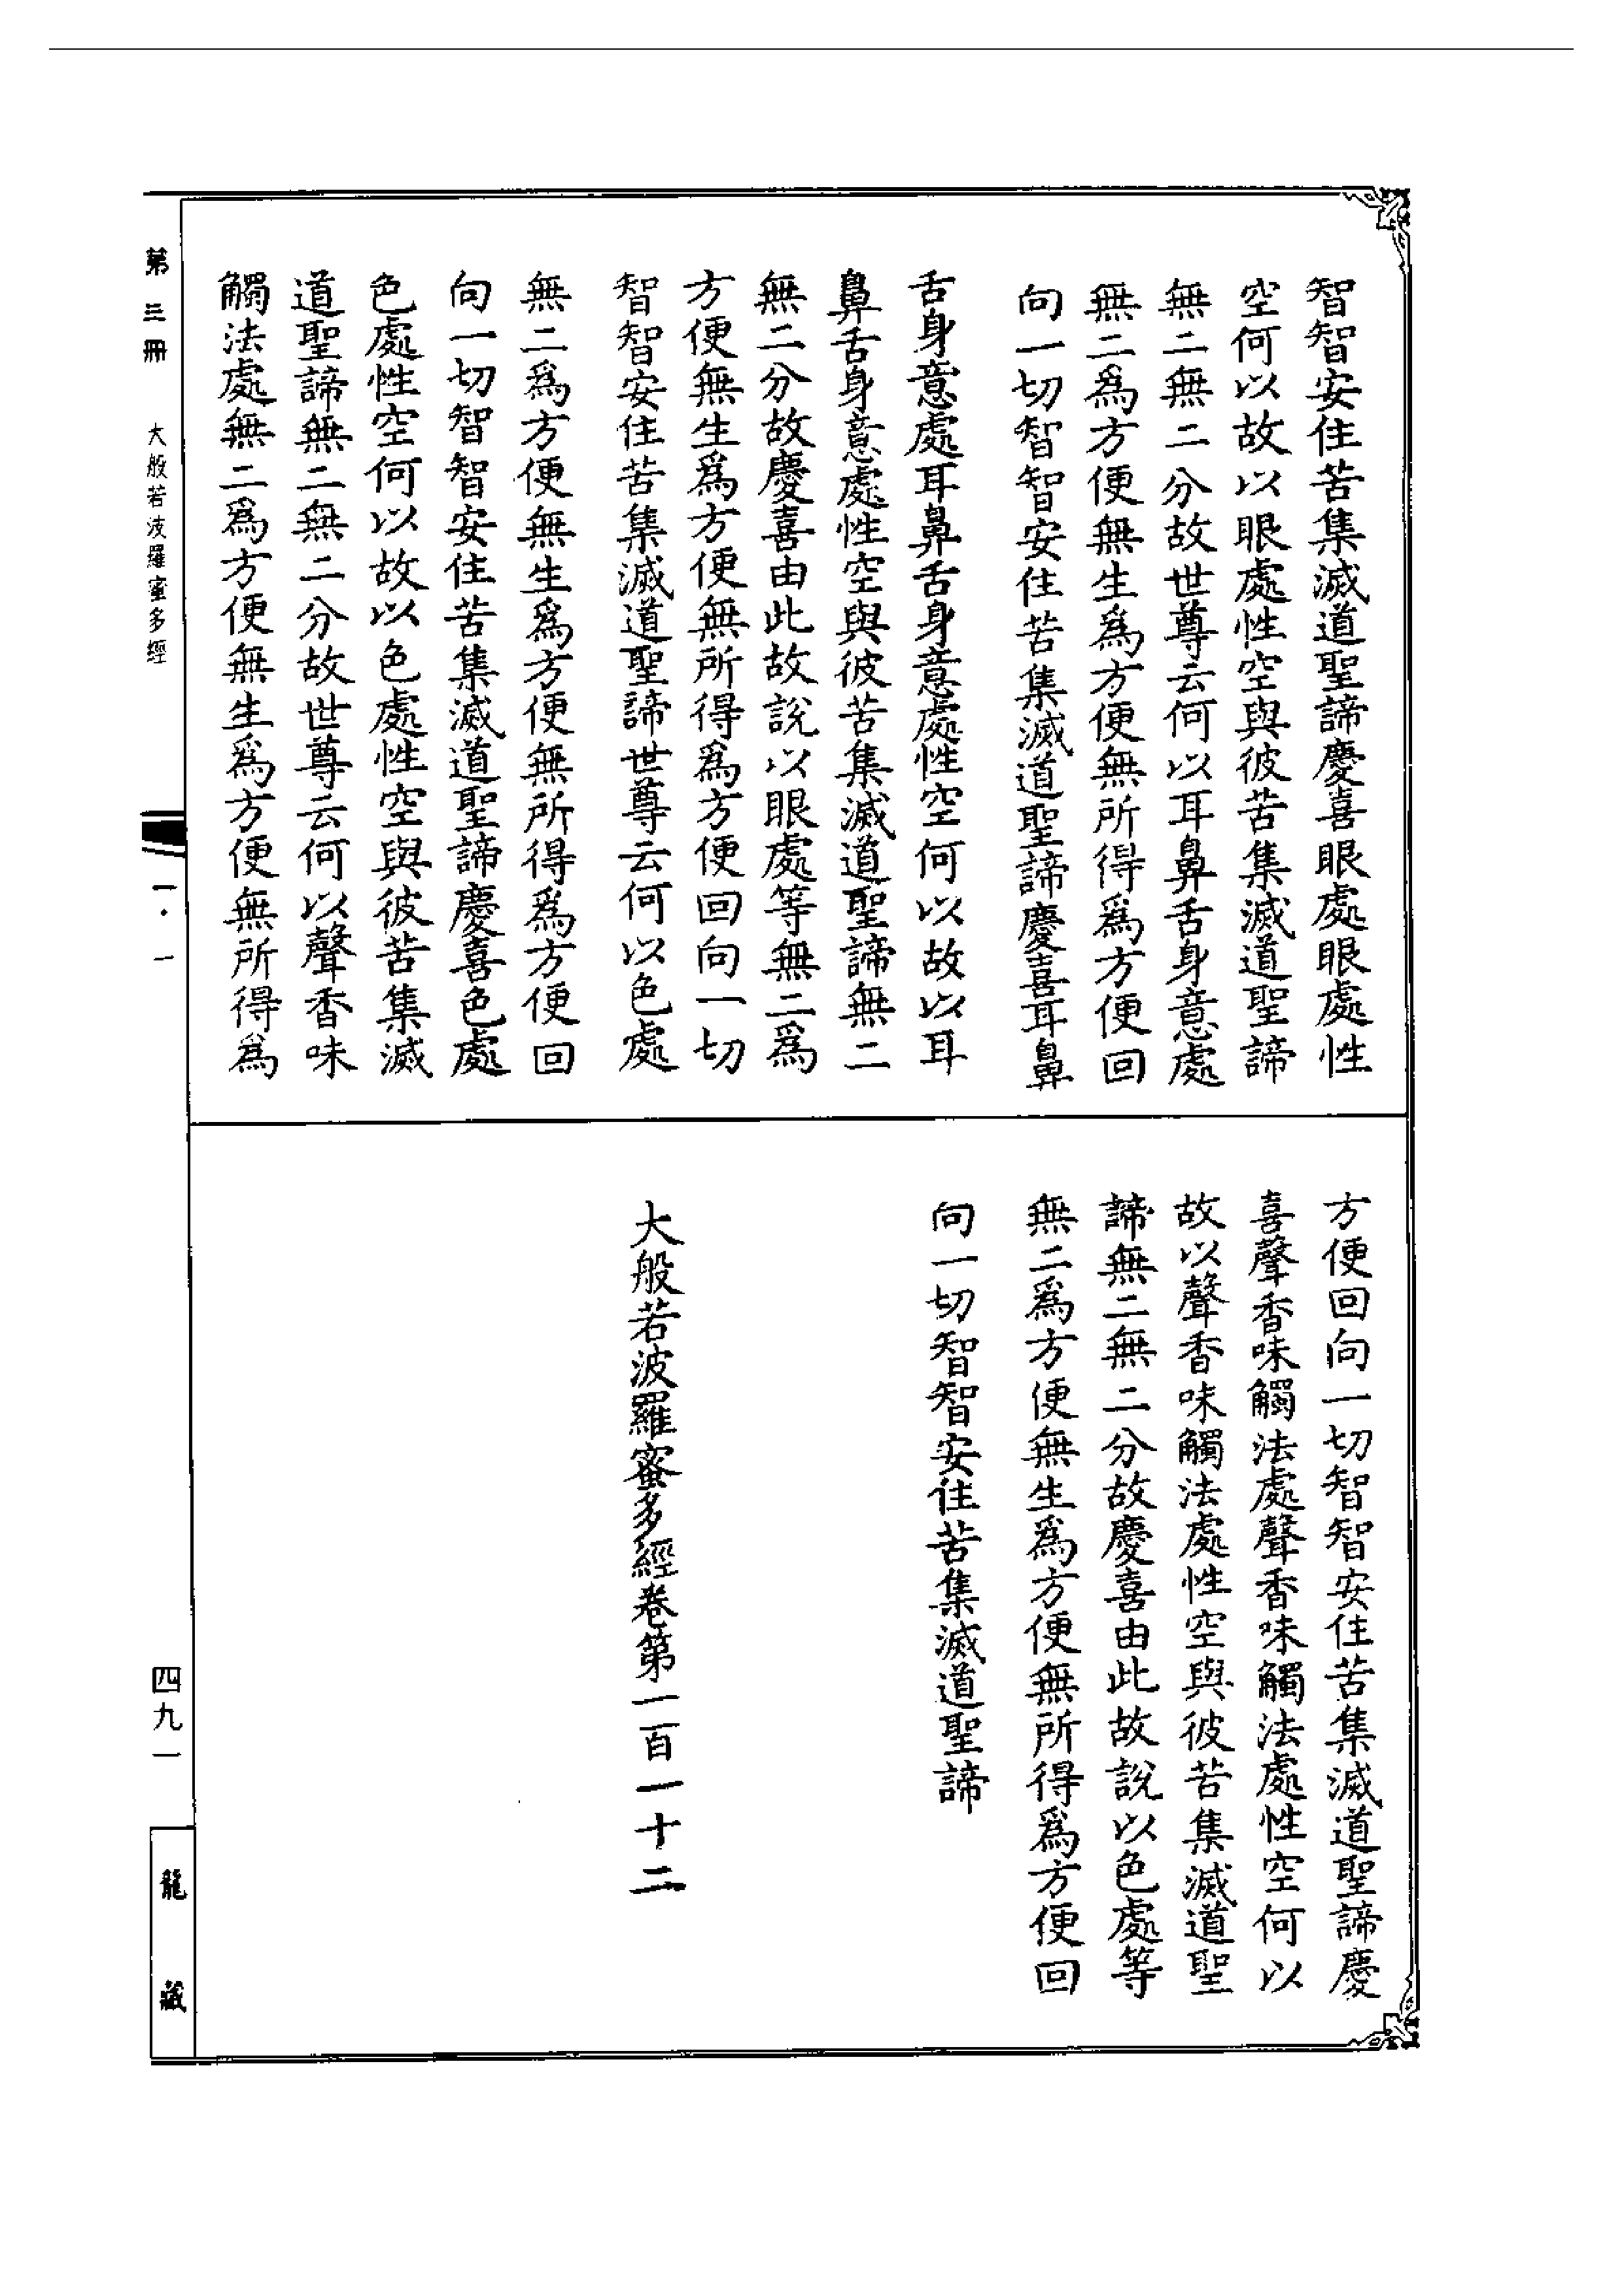 智智安住苦集滅道聖諦慶喜眼處眼處性
空何以故以眼處性空與彼苦集滅道聖諦
無二無二分故世尊云何以耳鼻舌身意處
無二爲方便無生爲方便無所得爲方便回
向一切智智安住苦集滅道聖諦慶喜耳鼻
舌身意處耳鼻舌身意處性空何以故以耳
鼻舌身意處性空與彼苦集滅道聖諦無二
無二分故慶喜由此故說以眼處等無二爲
方便無生爲方便無所得爲方便回向一切
智智安住苦集滅道聖諦世尊云何以色處
無二爲方便無生爲方便無所得爲方便回
向一切智智安住苦集滅道聖諦慶喜色處
色處性空何以故以色處性空與彼苦集滅
道聖諦無二無二分故世尊云何以聲香味
觸法處無二爲方便無生爲方便無所得爲
方便回向一切智智安住苦集滅道聖諦慶
喜聲香味觸法處聲香味觸法處性空何以
故以聲香味觸法處性空與彼苦集滅道聖
諦無二無二分故慶喜由此故說以色處等
無二爲方便無生爲方便無所得爲方便回
向一切智智安住苦集滅道聖諦
大般若波羅蜜多經卷第一百一十二
第三冊 大般若波羅蜜多經 一·一 四九一 龍藏